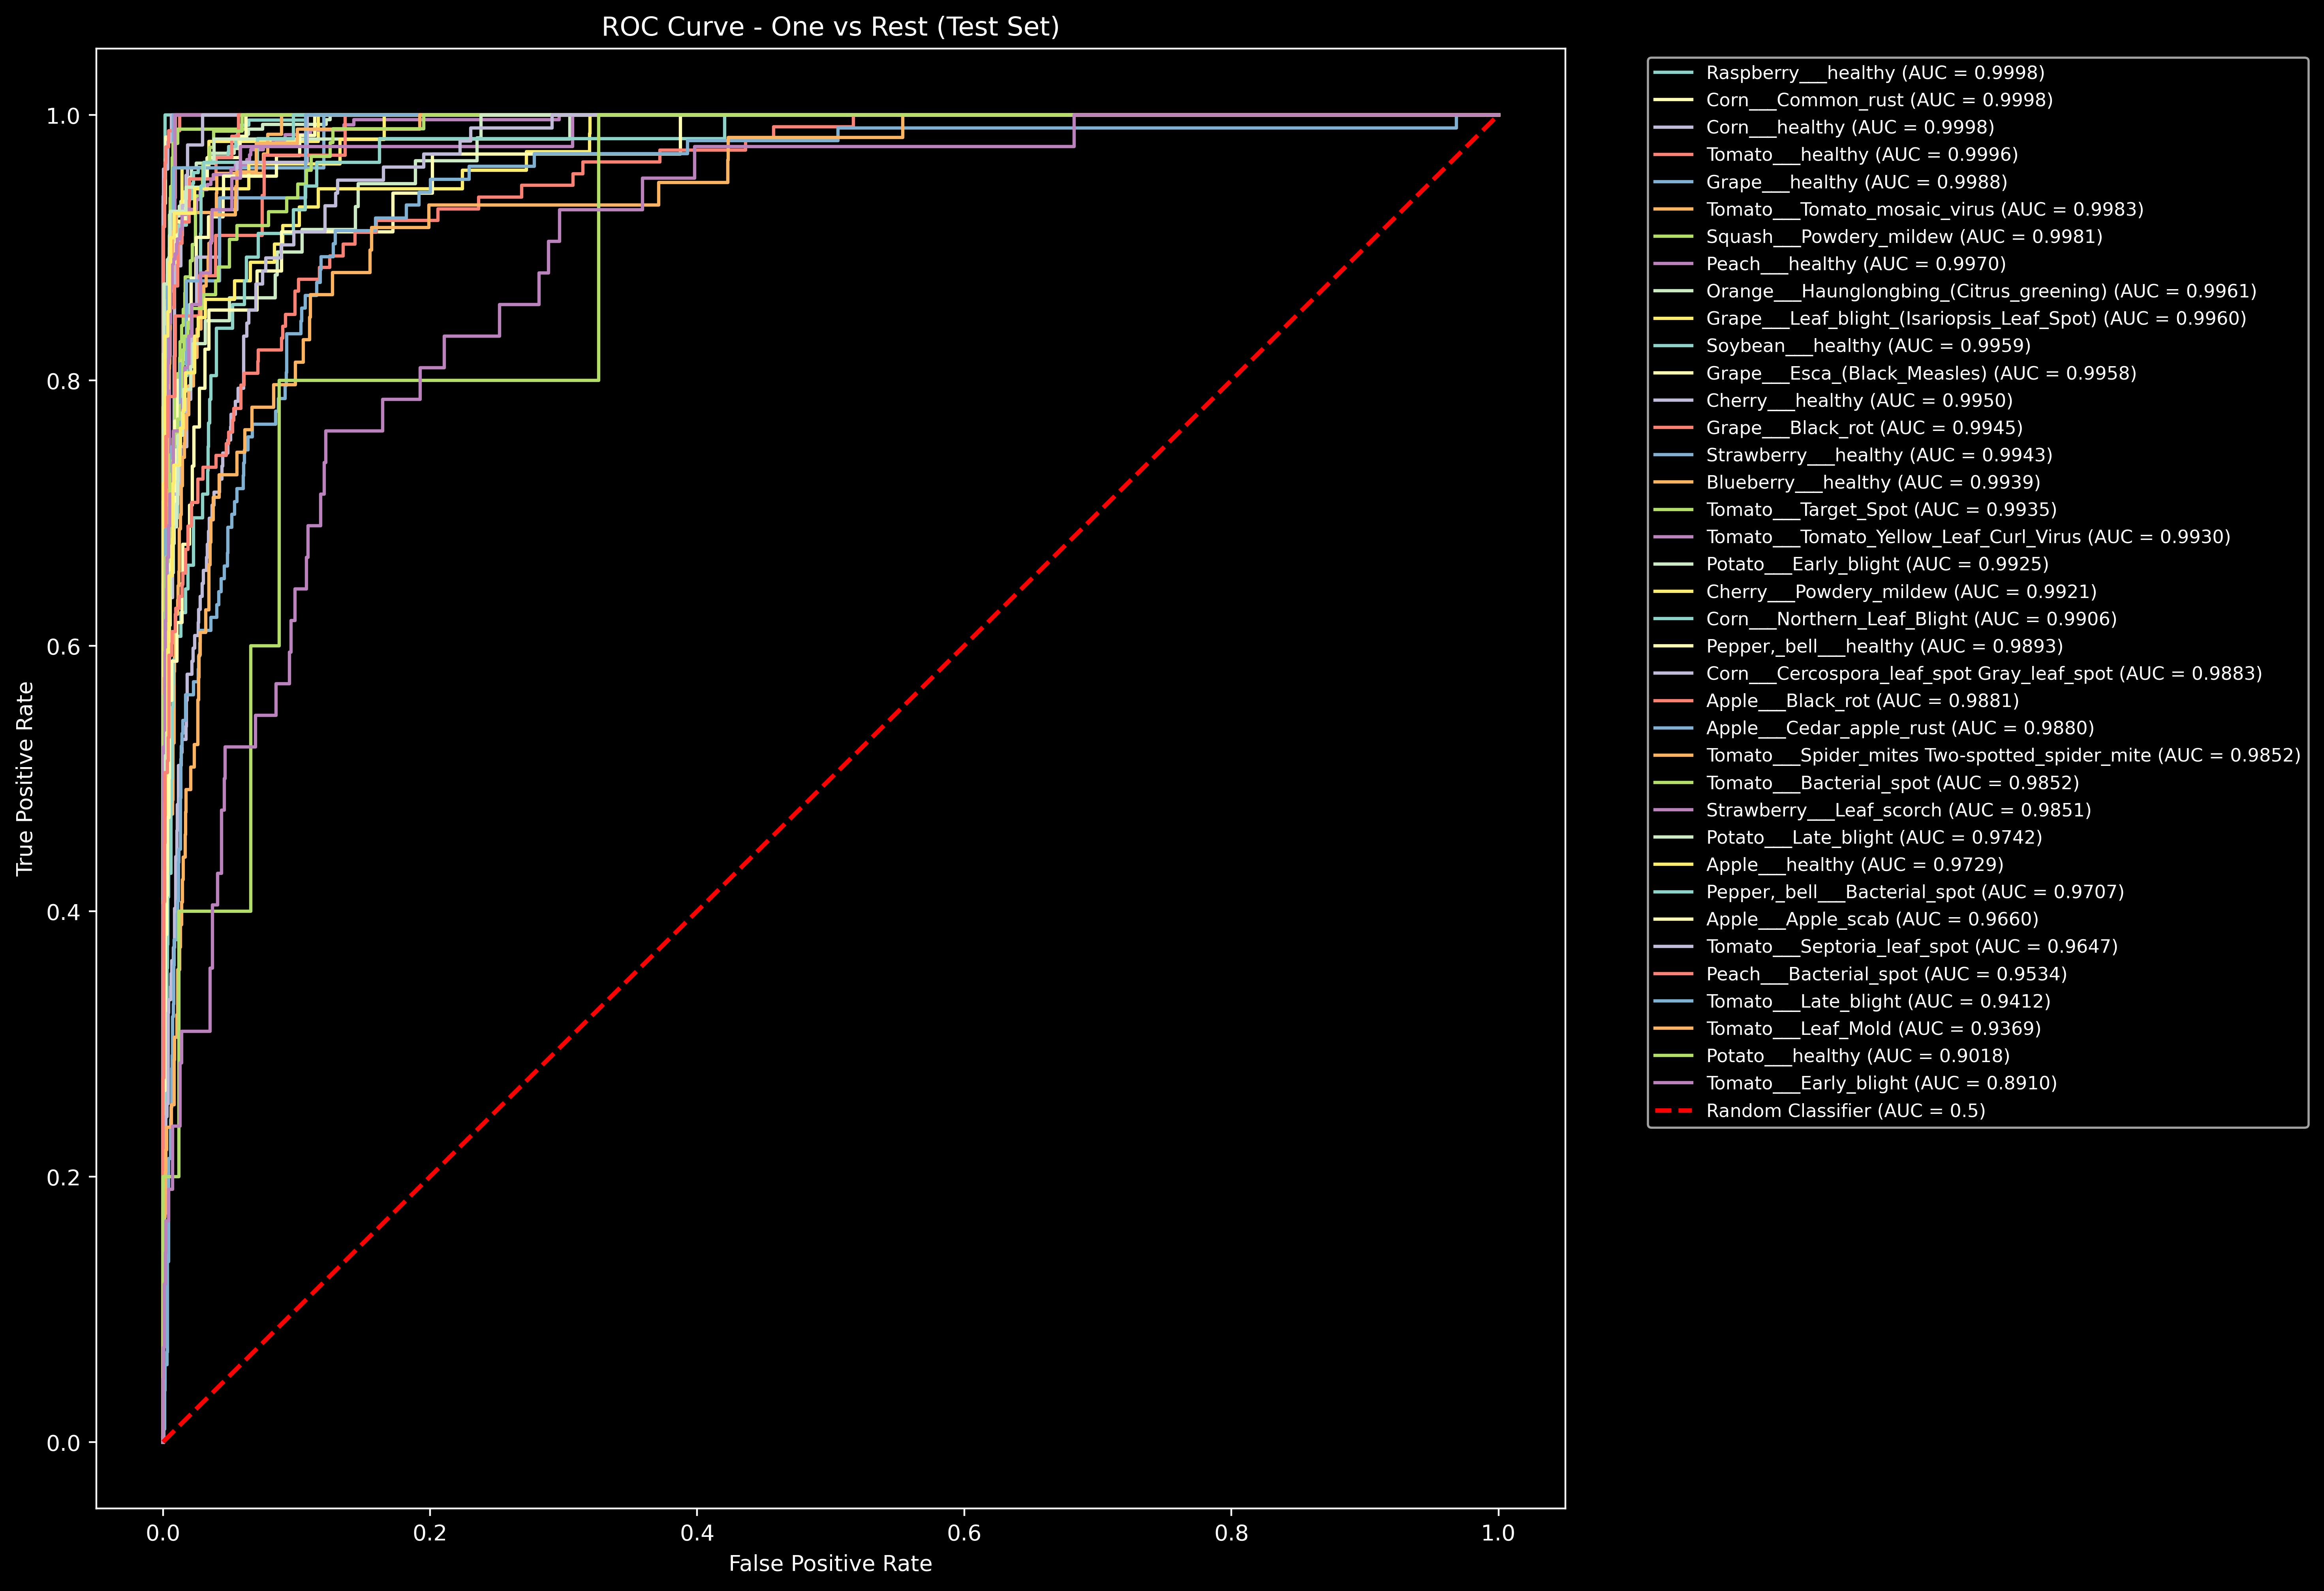 ROC Curve - One vs Rest (Test Set)
1.0
0.8
0.6
0.4
0.2
0.0
True Positive Rate
0.0 0.2 0.4 0.6 0.8 1.0
False Positive Rate
Raspberry___healthy (AUC = 0.9998)
Corn___Common_rust (AUC = 0.9998)
Corn___healthy (AUC = 0.9998)
Tomato___healthy (AUC = 0.9996)
Grape___healthy (AUC = 0.9988)
Tomato___Tomato_mosaic_virus (AUC = 0.9983)
Squash___Powdery_mildew (AUC = 0.9981)
Peach___healthy (AUC = 0.9970)
Orange___Haunglongbing_(Citrus_greening) (AUC = 0.9961)
Grape___Leaf_blight_(Isariopsis_Leaf_Spot) (AUC = 0.9960)
Soybean___healthy (AUC = 0.9959)
Grape___Esca_(Black_Measles) (AUC = 0.9958)
Cherry___healthy (AUC = 0.9950)
Grape___Black_rot (AUC = 0.9945)
Strawberry___healthy (AUC = 0.9943)
Blueberry___healthy (AUC = 0.9939)
Tomato___Target_Spot (AUC = 0.9935)
Tomato___Tomato_Yellow_Leaf_Curl_Virus (AUC = 0.9930)
Potato___Early_blight (AUC = 0.9925)
Cherry___Powdery_mildew (AUC = 0.9921)
Corn___Northern_Leaf_Blight (AUC = 0.9906)
Pepper,_bell___healthy (AUC = 0.9893)
Corn___Cercospora_leaf_spot Gray_leaf_spot (AUC = 0.9883)
Apple___Black_rot (AUC = 0.9881)
Apple___Cedar_apple_rust (AUC = 0.9880)
Tomato___Spider_mites Two-spotted_spider_mite (AUC = 0.9852)
Tomato___Bacterial_spot (AUC = 0.9852)
Strawberry___Leaf_scorch (AUC = 0.9851)
Potato___Late_blight (AUC = 0.9742)
Apple___healthy (AUC = 0.9729)
Pepper,_bell___Bacterial_spot (AUC = 0.9707)
Apple___Apple_scab (AUC = 0.9660)
Tomato___Septoria_leaf_spot (AUC = 0.9647)
Peach___Bacterial_spot (AUC = 0.9534)
Tomato___Late_blight (AUC = 0.9412)
Tomato___Leaf_Mold (AUC = 0.9369)
Potato___healthy (AUC = 0.9018)
Tomato___Early_blight (AUC = 0.8910)
Random Classifier (AUC = 0.5)